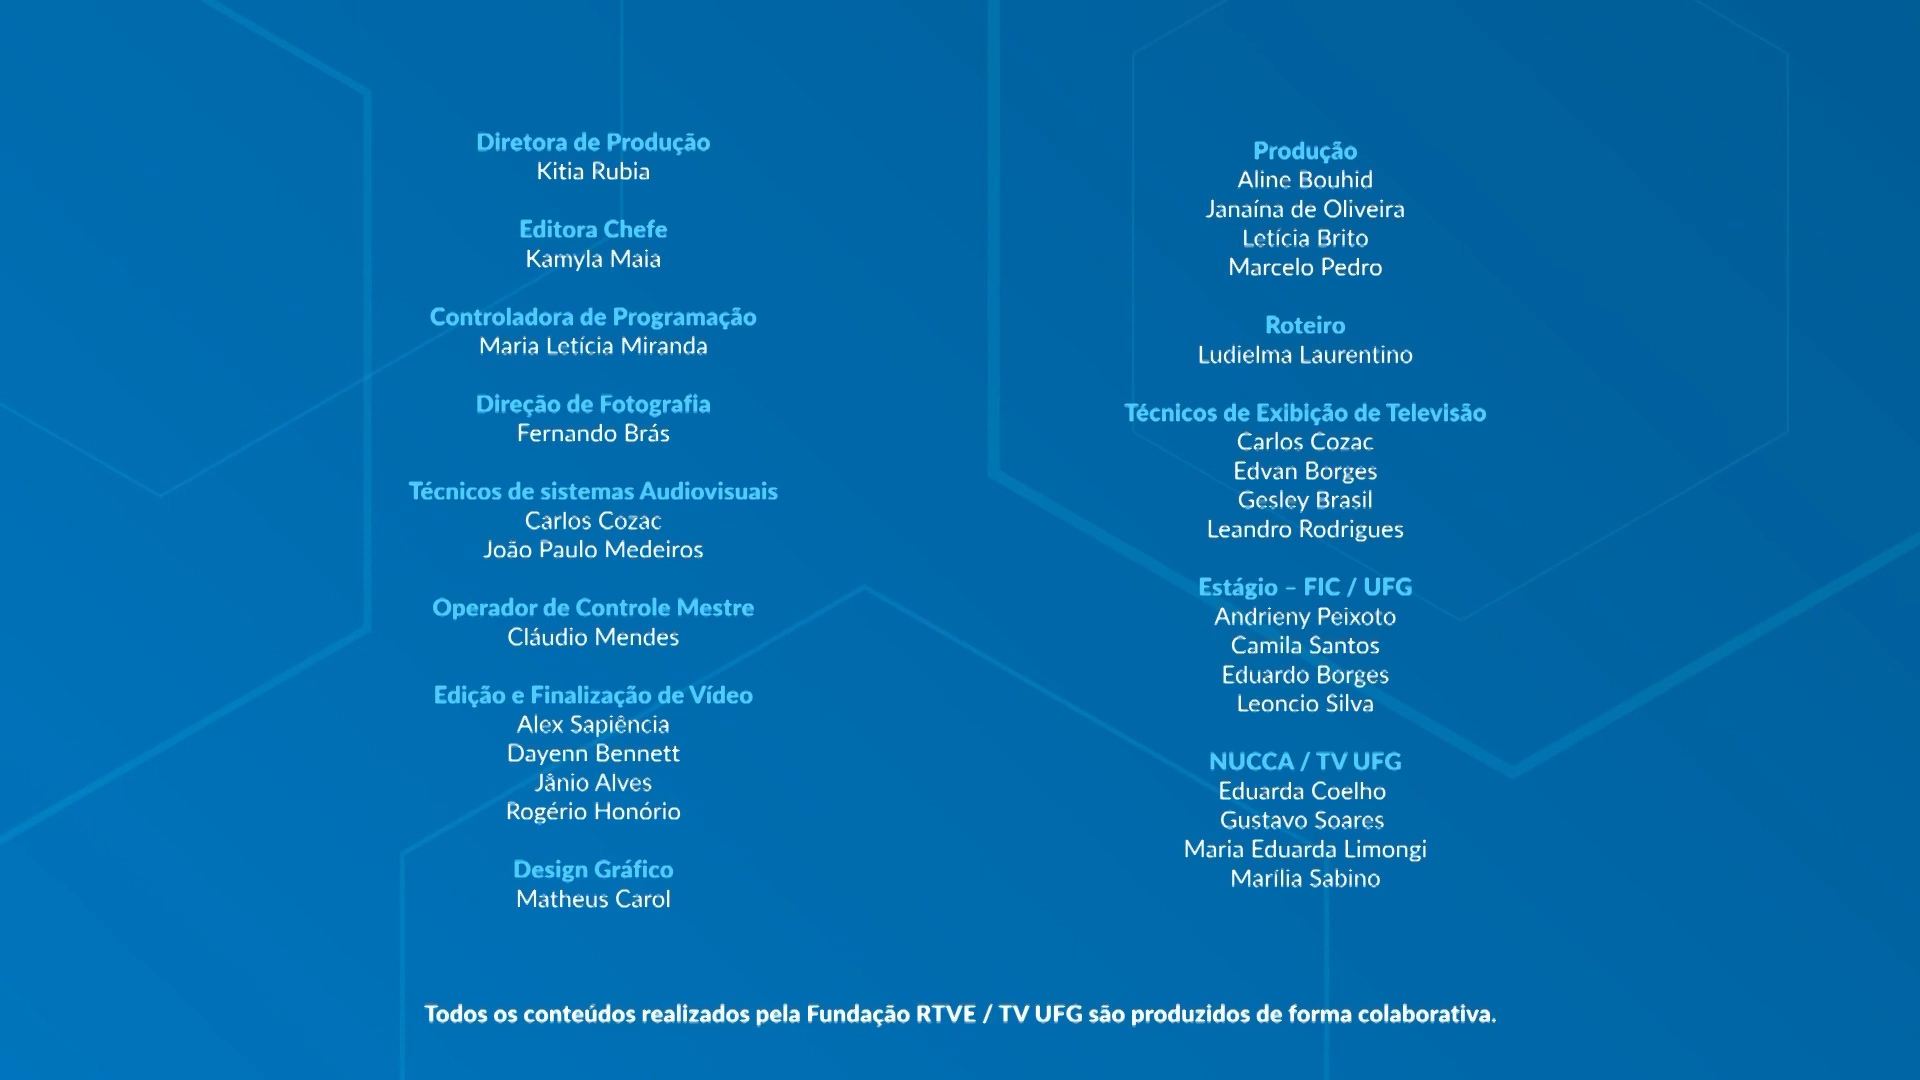 Diretora de Produção
Kitia Rubia
Editora Chefe
Kamyla Maia
Controladora de Programação
Maria Letícia Miranda
Direção de Fotografia
Fernando Brás
Técnicos de sistemas Audiovisuais
Carlos Cozac
João Paulo Medeiros
Operador de Controle Mestre
Cláudio Mendes
Edição e Finalização de Vídeo
Alex Sapiência
Dayenn Bennett
Jânio Alves
Rogério Honório
Design Gráfico
Matheus Carol
Produção
Aline Bouhid
Janaína de Oliveira
Letícia Brito
Marcelo Pedro
Roteiro
Ludielma Laurentino
Técnicos de Exibição de Televisão
Carlos Cozac
Edvan Borges
Gesley Brasil
Leandro Rodrigues
Estágio – FIC / UFG
Andrieny Peixoto
Camila Santos
Eduardo Borges
Leoncio Silva
NUCCA / TV UFG
Eduarda Coelho
Gustavo Soares
Maria Eduarda Limongi
Marília Sabino
Todos os conteúdos realizados pela Fundação RTVE / TV UFG são produzidos de forma colaborativa.